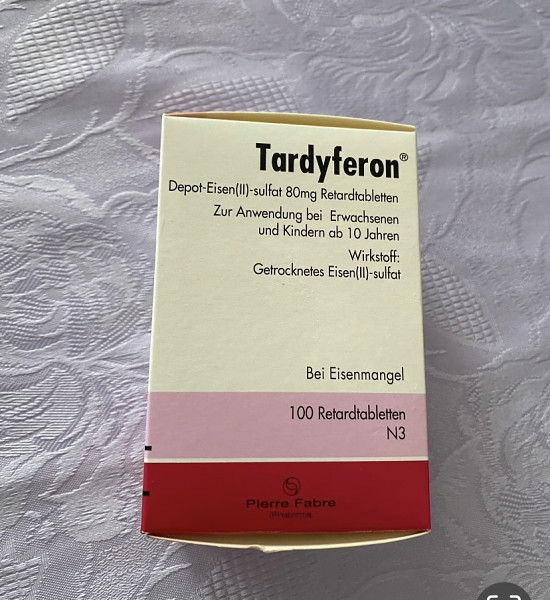 Tardyferon®
Depot-Eisen(II)-sulfat 80mg Retardtabletten
Zur Anwendung bei Erwachsenen
und Kindern ab 10 Jahren
Wirkstoff:
Getrocknetes Eisen(II)-sulfat
Bei Eisenmangel
100 Retardtabletten
N3
Pierre Fabre
Pharma